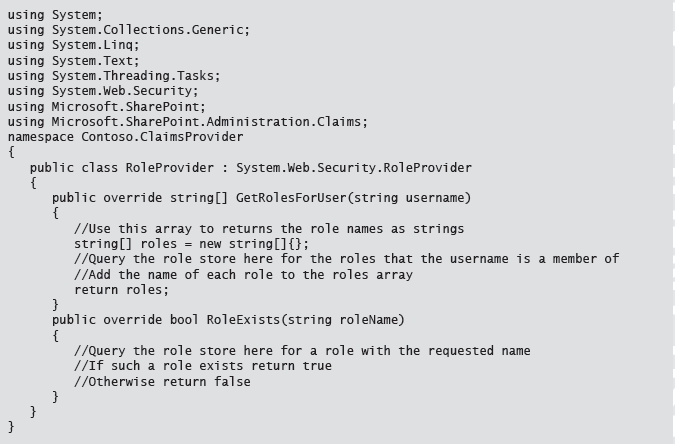 using System;
using System.Collections.Generic;
using System.Linq;
using System.Text;
using System.Threading.Tasks;
using System.Web.Security;
using Microsoft.SharePoint;
using Microsoft.SharePoint.Administration.Claims;
namespace Contoso.ClaimsProvider
{
   public class RoleProvider : System.Web.Security.RoleProvider
   {
      public override string[] GetRolesForUser(string username)
      {
         //Use this array to returns the role names as strings
         string[] roles = new string[]{};
         //Query the role store here for the roles that the username is a member of
         //Add the name of each role to the roles array
         return roles;
      }
      public override bool RoleExists(string roleName)
      {
         //Query the role store here for a role with the requested name
         //If such a role exists return true
         //Otherwise return false
      }
   }
}